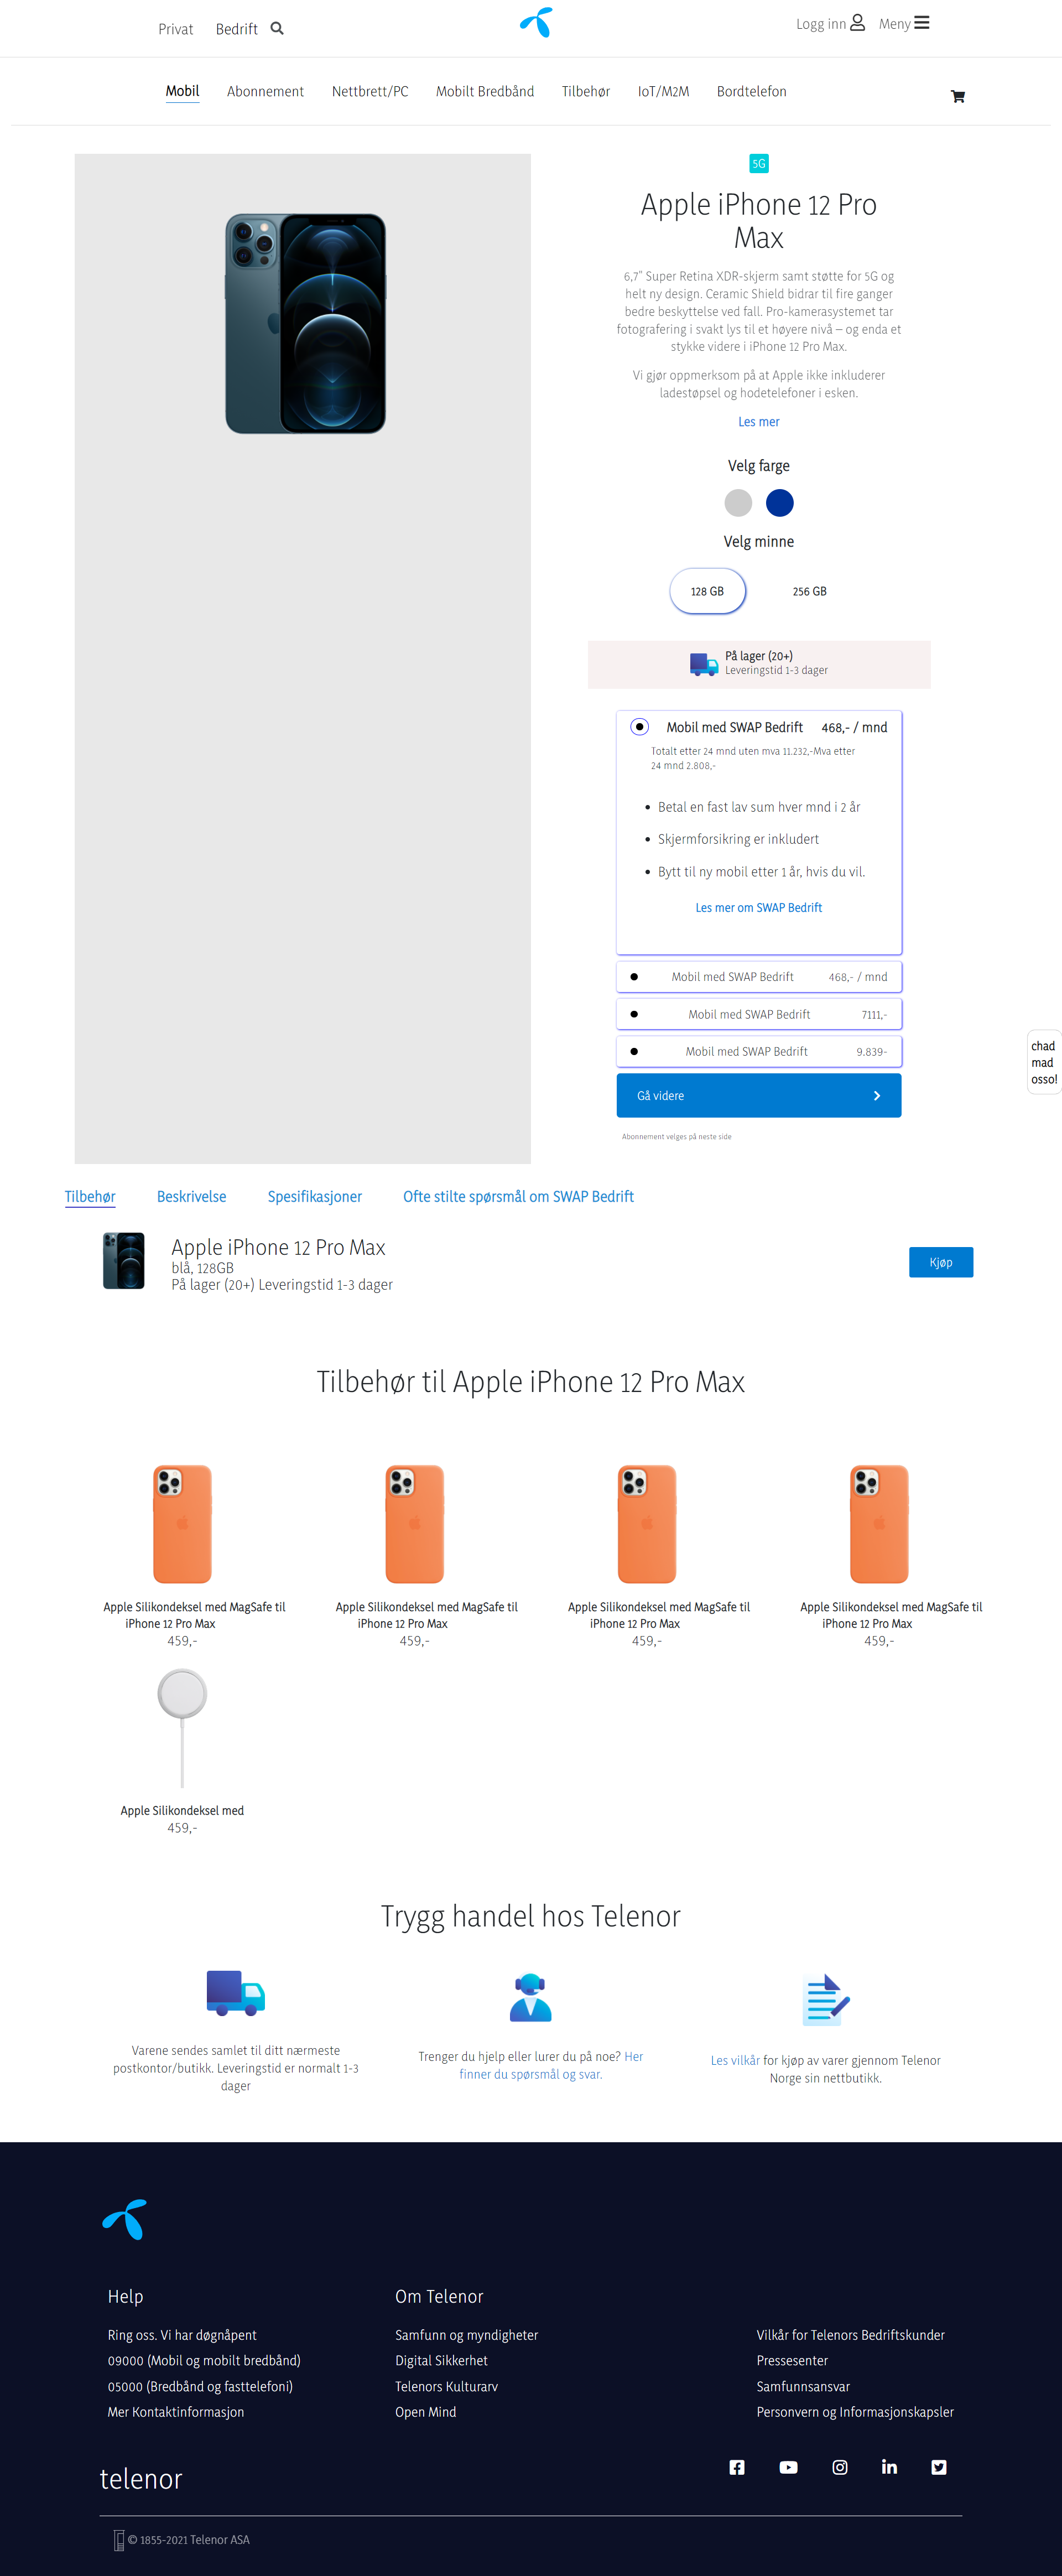 Privat Bedrift
Logg inn Meny
Mobil Abonnement Nettbrett/PC Mobilt Bredbånd Tilbehør IoT/M2M Bordtelefon
5G
Apple iPhone 12 Pro
Max
6,7" Super Retina XDR-skjerm samt støtte for 5G og
helt ny design. Ceramic Shield bidrar til fire ganger
bedre beskyttelse ved fall. Pro-kamerasystemet tar
fotografering i svakt lys til et høyere nivå – og enda et
stykke videre i iPhone 12 Pro Max.
Vi gjør oppmerksom på at Apple ikke inkluderer
ladestøpsel og hodetelefoner i esken.
Les mer
Velg farge
Velg minne
128 GB 256 GB
På lager (20+)
Leveringstid 1-3 dager
Mobil med SWAP Bedrift 468,- / mnd
Totalt etter 24 mnd uten mva 11.232,-Mva etter
24 mnd 2.808,-
Betal en fast lav sum hver mnd i 2 år
Skjermforsikring er inkludert
Bytt til ny mobil etter 1 år, hvis du vil.
Les mer om SWAP Bedrift
Mobil med SWAP Bedrift 468,- / mnd
Mobil med SWAP Bedrift 7111,-
Mobil med SWAP Bedrift 9.839-
Gå videre
Abonnement velges på neste side
chad
mad
osso!
Tilbehør Beskrivelse Spesifikasjoner Ofte stilte spørsmål om SWAP Bedrift
Apple iPhone 12 Pro Max
blå, 128GB
På lager (20+) Leveringstid 1-3 dager
Kjøp
Tilbehør til Apple iPhone 12 Pro Max
Apple Silikondeksel med MagSafe til
iPhone 12 Pro Max
459,-
Apple Silikondeksel med MagSafe til
iPhone 12 Pro Max
459,-
Apple Silikondeksel med MagSafe til
iPhone 12 Pro Max
459,-
Apple Silikondeksel med MagSafe til
iPhone 12 Pro Max
459,-
Apple Silikondeksel med
459,-
Trygg handel hos Telenor
Varene sendes samlet til ditt nærmeste
postkontor/butikk. Leveringstid er normalt 1-3
dager
Trenger du hjelp eller lurer du på noe? Her
finner du spørsmål og svar.
Les vilkår for kjøp av varer gjennom Telenor
Norge sin nettbutikk.
Help
Ring oss. Vi har døgnåpent
09000 (Mobil og mobilt bredbånd)
05000 (Bredbånd og fasttelefoni)
Mer Kontaktinformasjon
Om Telenor
Samfunn og myndigheter
Digital Sikkerhet
Telenors Kulturarv
Open Mind
Vilkår for Telenors Bedriftskunder
Pressesenter
Samfunnsansvar
Personvern og Informasjonskapsler
telenor
© 1855-2021 Telenor ASA